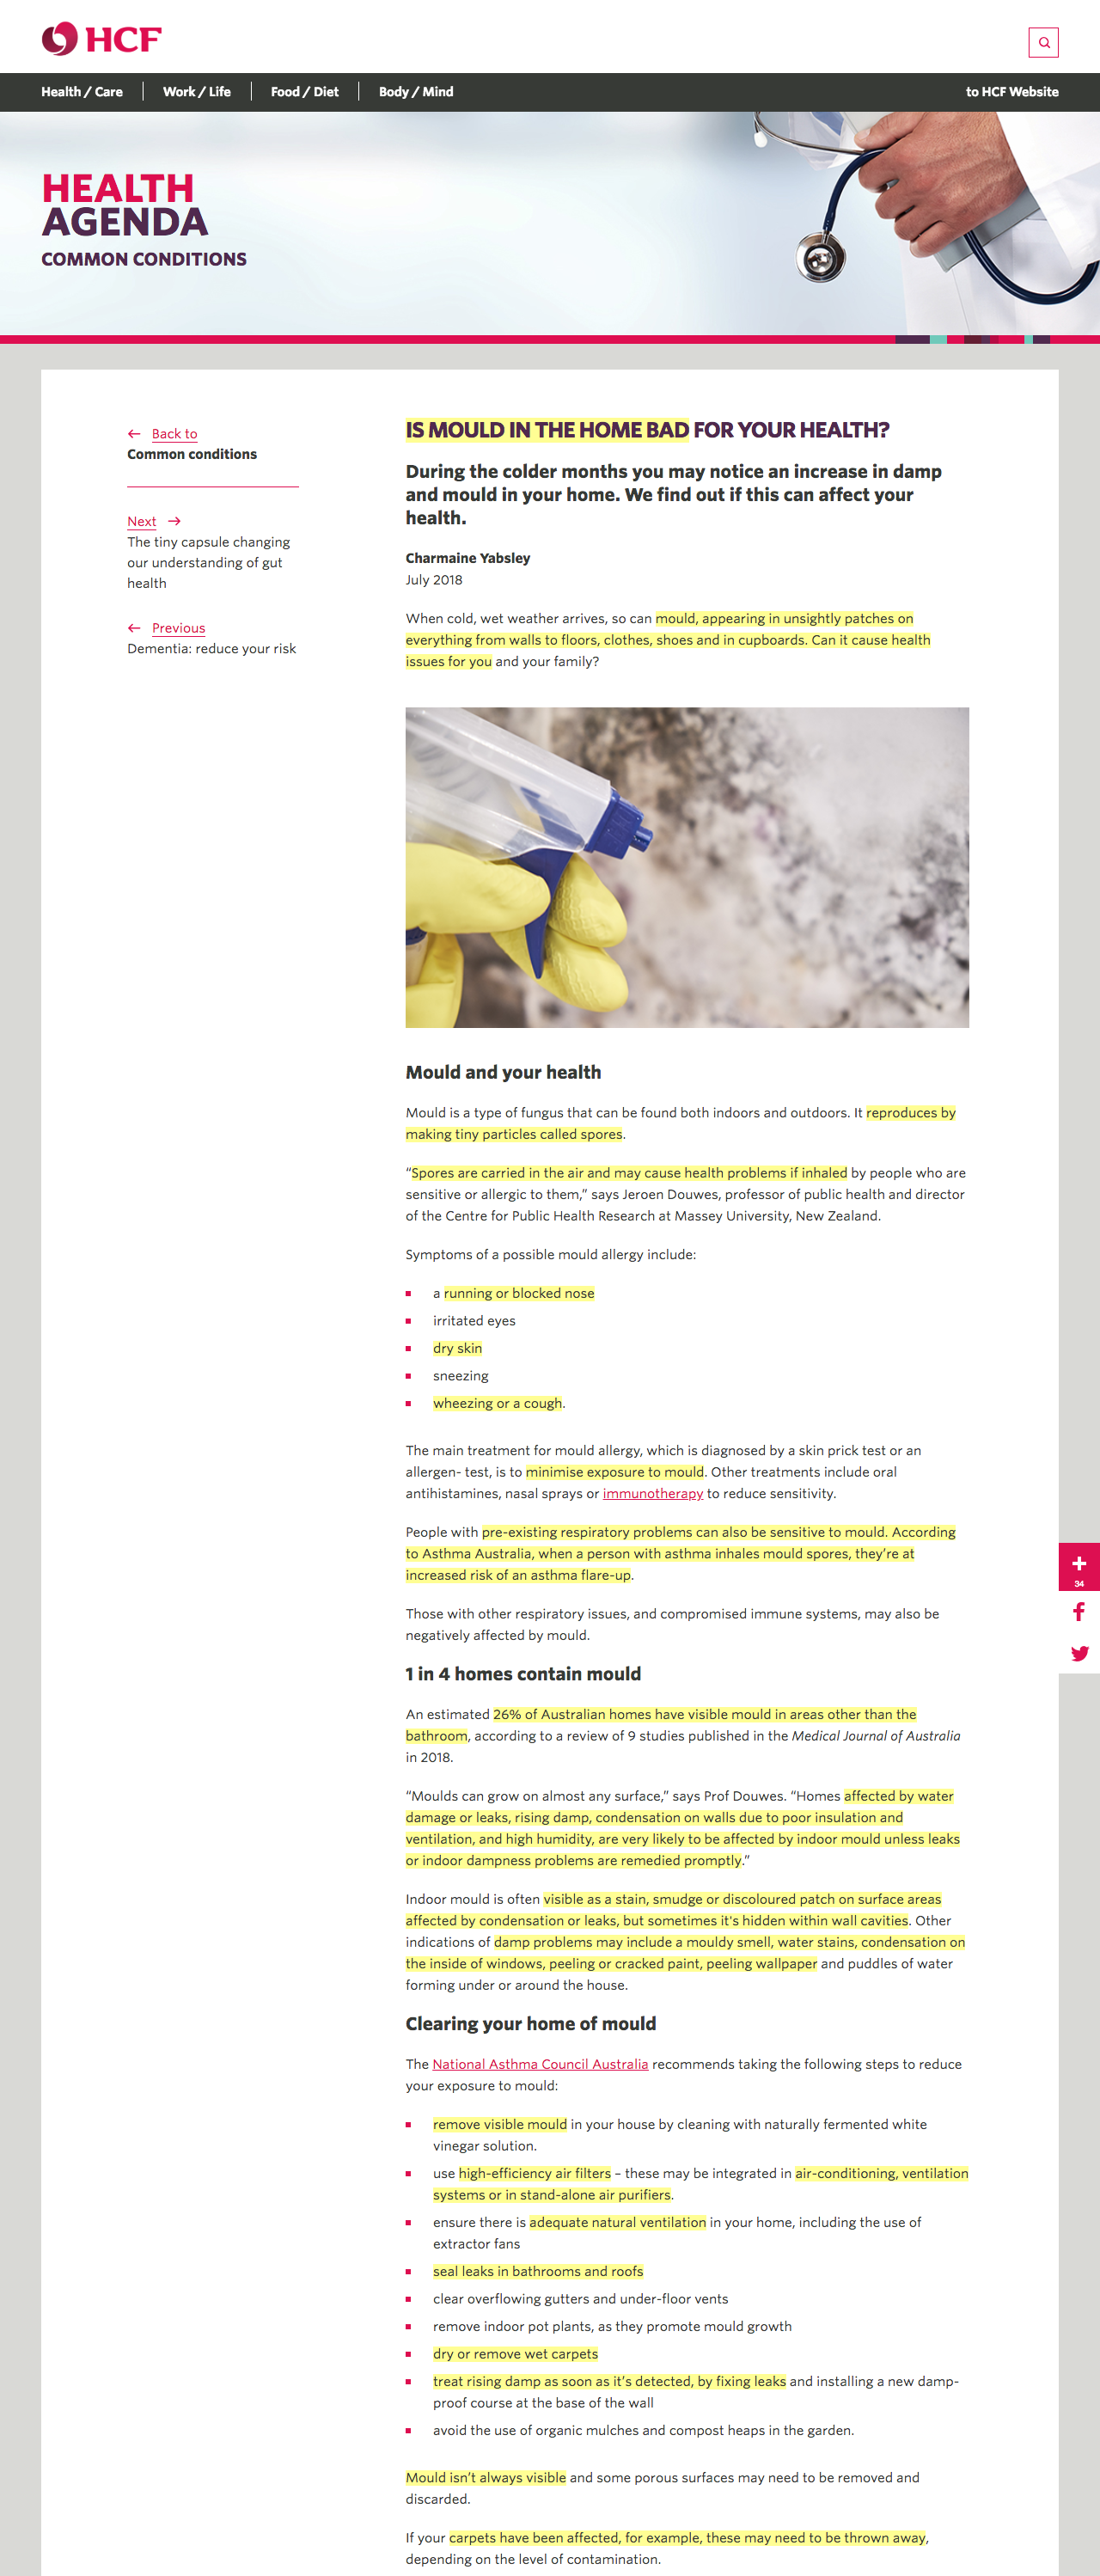 HCF
Health / Care
Work / Life
Food / Diet
Body / Mind
to HCF Website
HEALTH
AGENDA
COMMON CONDITIONS
← Back to
Common conditions
Next →
The tiny capsule changing
our understanding of gut
health
← Previous
Dementia: reduce your risk
IS MOULD IN THE HOME BAD FOR YOUR HEALTH?
During the colder months you may notice an increase in damp
and mould in your home. We find out if this can affect your
health.
Charmaine Yabsley
July 2018
When cold, wet weather arrives, so can mould, appearing in unsightly patches on
everything from walls to floors, clothes, shoes and in cupboards. Can it cause health
issues for you and your family?
Mould and your health
Mould is a type of fungus that can be found both indoors and outdoors. It reproduces by
making tiny particles called spores.
“Spores are carried in the air and may cause health problems if inhaled by people who are
sensitive or allergic to them,” says Jeroen Douwes, professor of public health and director
of the Centre for Public Health Research at Massey University, New Zealand.
Symptoms of a possible mould allergy include:
a running or blocked nose
irritated eyes
dry skin
sneezing
wheezing or a cough.
The main treatment for mould allergy, which is diagnosed by a skin prick test or an
allergen- test, is to minimise exposure to mould. Other treatments include oral
antihistamines, nasal sprays or immunotherapy to reduce sensitivity.
People with pre-existing respiratory problems can also be sensitive to mould. According
to Asthma Australia, when a person with asthma inhales mould spores, they’re at
increased risk of an asthma flare-up.
34
Those with other respiratory issues, and compromised immune systems, may also be
negatively affected by mould.
1 in 4 homes contain mould
An estimated 26% of Australian homes have visible mould in areas other than the
bathroom, according to a review of 9 studies published in the Medical Journal of Australia
in 2018.
“Moulds can grow on almost any surface,” says Prof Douwes. “Homes affected by water
damage or leaks, rising damp, condensation on walls due to poor insulation and
ventilation, and high humidity, are very likely to be affected by indoor mould unless leaks
or indoor dampness problems are remedied promptly.”
Indoor mould is often visible as a stain, smudge or discoloured patch on surface areas
affected by condensation or leaks, but sometimes it's hidden within wall cavities. Other
indications of damp problems may include a mouldy smell, water stains, condensation on
the inside of windows, peeling or cracked paint, peeling wallpaper and puddles of water
forming under or around the house.
Clearing your home of mould
The National Asthma Council Australia recommends taking the following steps to reduce
your exposure to mould:
remove visible mould in your house by cleaning with naturally fermented white
vinegar solution.
use high-efficiency air filters – these may be integrated in air-conditioning, ventilation
systems or in stand-alone air purifiers.
ensure there is adequate natural ventilation in your home, including the use of
extractor fans
seal leaks in bathrooms and roofs
clear overflowing gutters and under-floor vents
remove indoor pot plants, as they promote mould growth
dry or remove wet carpets
treat rising damp as soon as it’s detected, by fixing leaks and installing a new damp-
proof course at the base of the wall
avoid the use of organic mulches and compost heaps in the garden.
Mould isn’t always visible and some porous surfaces may need to be removed and
discarded.
If your carpets have been affected, for example, these may need to be thrown away,
depending on the level of contamination.